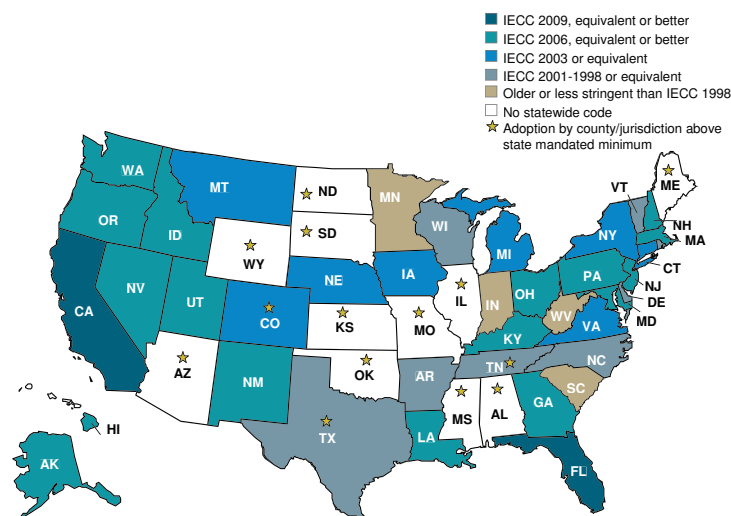 IECC 2009, equivalent or better
IECC 2006, equivalent or better
IECC 2003 or equivalent
IECC 2001-1998 or equivalent
Older or less stringent than IECC 1998
No statewide code
Adoption by county/jurisdiction above
state mandated minimum
WA
MT
ND
MN
VT
ME
OR
ID
SD
WI
NY
NH
MA
WY
MI
CT
NV
UT
NE
IA
IL
IN
OH
PA
NJ
DE
MD
CA
CO
KS
MO
WV
VA
KY
AZ
NM
OK
AR
TN
NC
SC
MS
AL
GA
TX
LA
HI
AK
FL